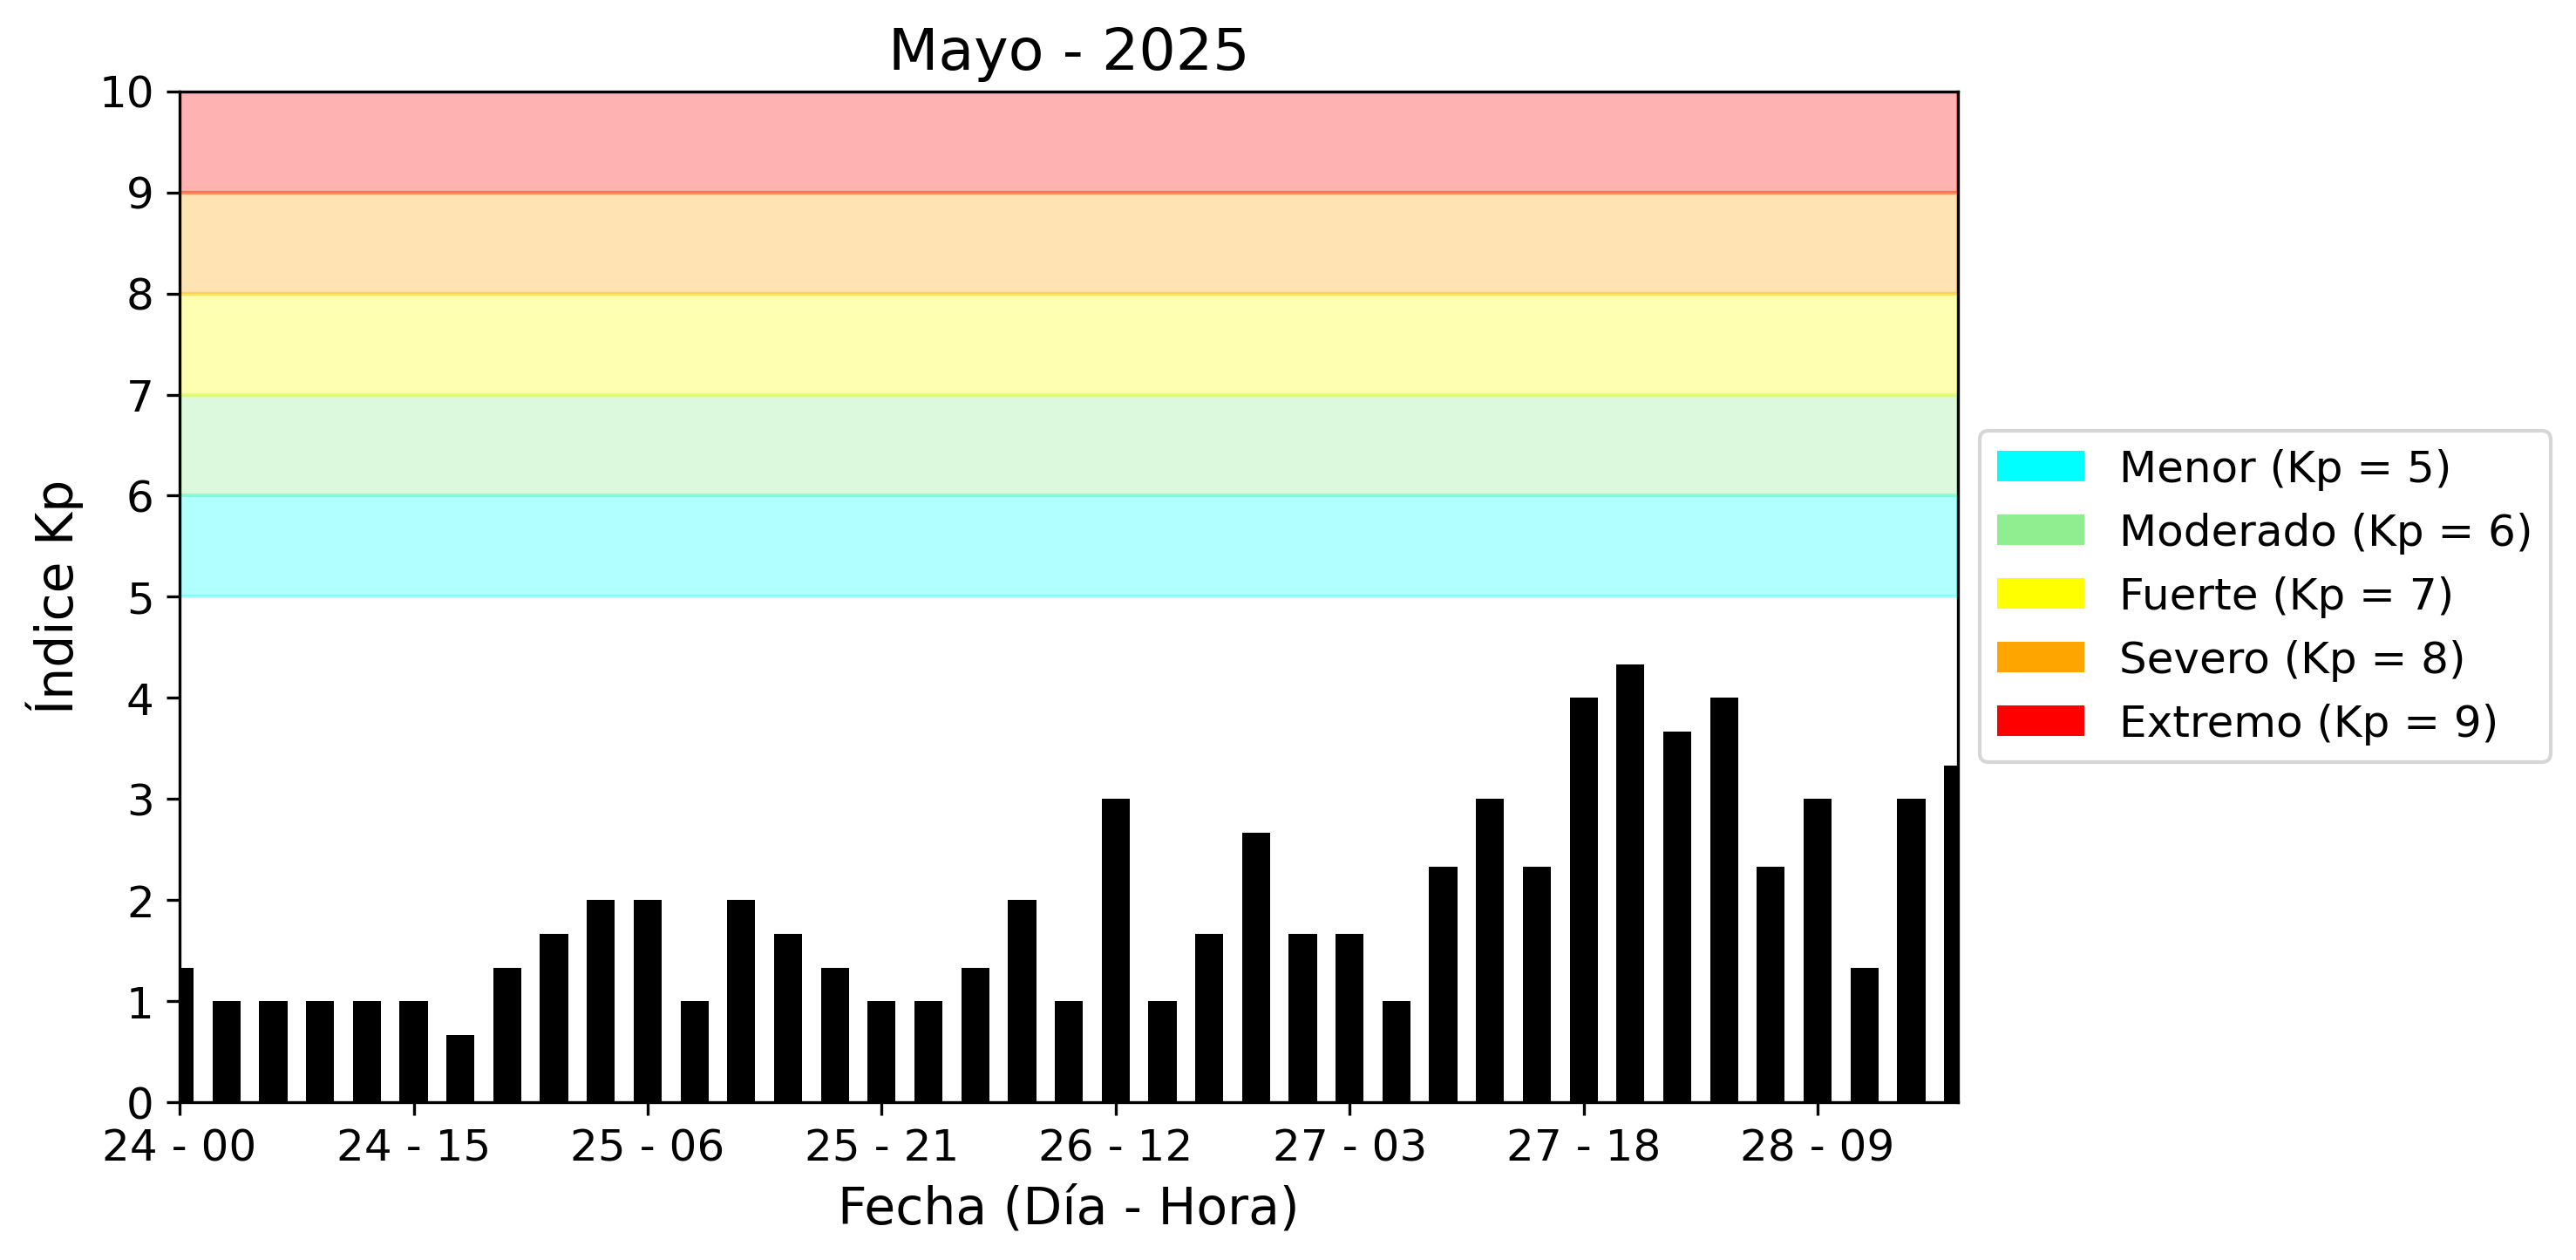 Mayo - 2025
10
9
8
7
6
5
4
3
2
1
0
Índice Kp
24 - 00
24 - 15
25 - 06
25 - 21
26 - 12
27 - 03
27 - 18
28 - 09
Fecha (Día - Hora)
Menor (Kp = 5)
Moderado (Kp = 6)
Fuerte (Kp = 7)
Severo (Kp = 8)
Extremo (Kp = 9)